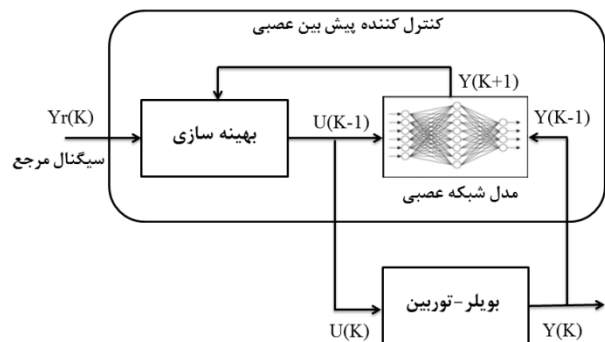 کنترل کننده پیش بین عصبی
Y(K+1)
Yr(K)
بهینه سازی
U(K-1)
Y(K-1)
سیگنال مرجع
مدل شبکه عصبی
بویلر-توربین
U(K)
Y(K)